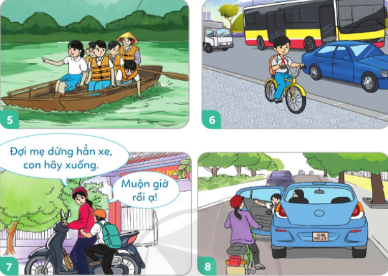 5
6
Đợi mẹ dừng hẳn xe,
con hãy xuống.
Muộn giờ
rồi ạ!
7
8